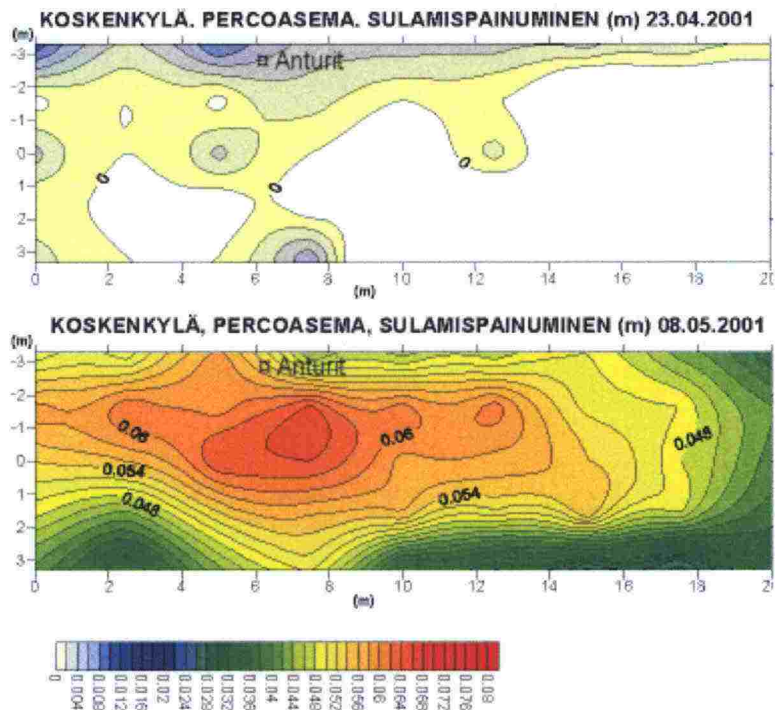 KOSKENKYLÄ. PERCOASEMA. SULAMISPAINUMINEN (m) 23.04.2001
(m)
-3
Anturit
-2
-1
0
1
2
3
0
0
0
0 2 4 6 8 10 12 14 16 18 20
(m)
KOSKENKYLÄ, PERCOASEMA, SULAMISPAINUMINEN (m) 08.05.2001
(m)
-3
Anturit
-2
-1
0.06
0.06
0.048
0
0.054
1
0.048
0.054
2
3
0 2 4 6 8 10 12 14 16 18 20
(m)
0 0.004 0.008 0.012 0.016 0.02 0.024 0.028 0.032 0.036 0.04 0.044 0.048 0.052 0.056 0.06 0.064 0.068 0.072 0.076 0.08